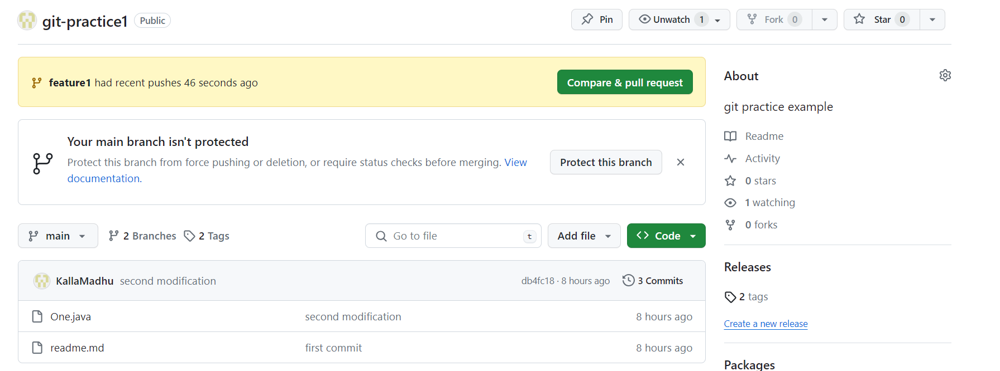 git-practice1 Public
Pin
Unwatch 1
Fork 0
Star 0
feature1 had recent pushes 46 seconds ago
Compare & pull request
Your main branch isn't protected
Protect this branch from force pushing or deletion, or require status checks before merging. View
documentation.
Protect this branch
main
2 Branches
2 Tags
Go to file
t
Add file
Code
KallaMadhu second modification
db4fc18 · 8 hours ago
3 Commits
One.java second modification 8 hours ago
readme.md first commit 8 hours ago
About
git practice example
Readme
Activity
0 stars
1 watching
0 forks
Releases
2 tags
Create a new release
Packages